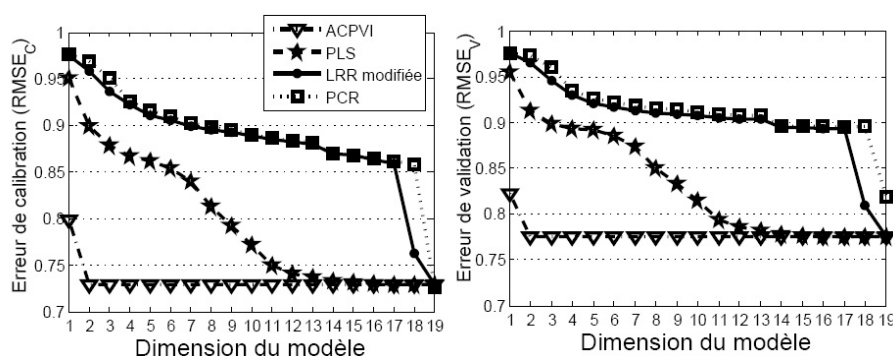 Erreur de calibration (RMSE_C)
1
0.95
0.9
0.85
0.8
0.75
0.7
ACPVI
PLS
LRR modifiée
PCR
1 2 3 4 5 6 7 8 9 10 11 12 13 14 15 16 17 18 19
Dimension du modèle
Erreur de validation (RMSE_V)
1
0.95
0.9
0.85
0.8
0.75
0.7
1 2 3 4 5 6 7 8 9 10 11 12 13 14 15 16 17 18 19
Dimension du modèle